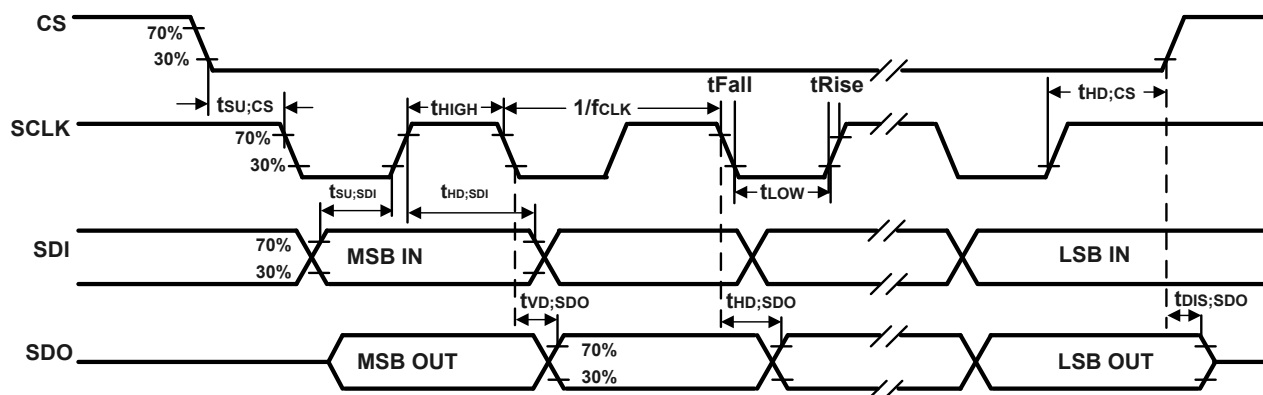 CS
70%
30%
tFall
tRise
tSU;CS
tHIGH
1/fCLK
tHD;CS
SCLK
70%
30%
tSU;SDI
tHD;SDI
tLOW
SDI
70%
30%
MSB IN
LSB IN
tVD;SDO
tHD;SDO
tDIS;SDO
SDO
MSB OUT
70%
30%
LSB OUT